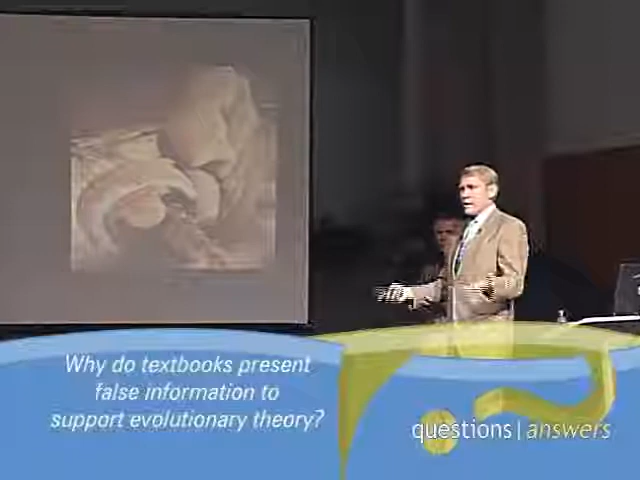 Why do textbooks present
false information to
support evolutionary theory?
questions | answers